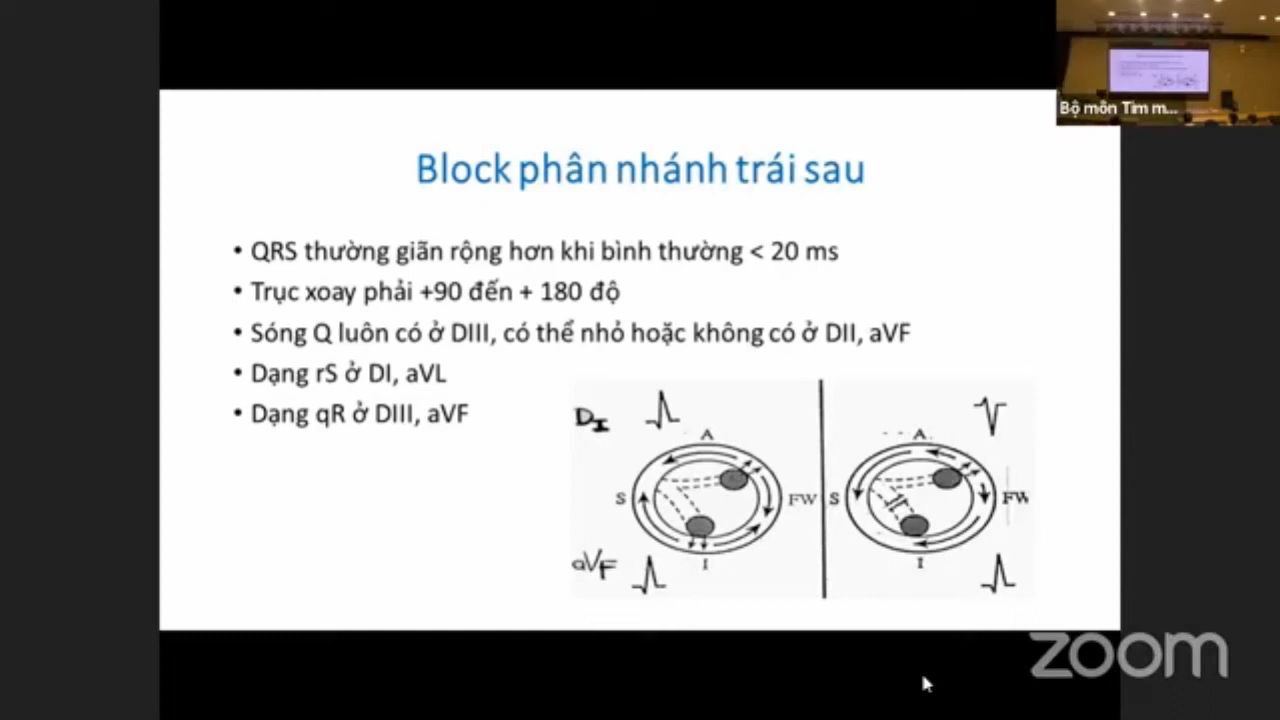 Bộ môn Tim m...
Block phân nhánh trái sau
• QRS thường giãn rộng hơn khi bình thường < 20 ms
• Trục xoay phải +90 đến + 180 độ
• Sóng Q luôn có ở DIII, có thể nhỏ hoặc không có ở DII, aVF
• Dạng rS ở DI, aVL
• Dạng qR ở DIII, aVF
DI
A
A
S
FW
S
FW
aVF
I
I
zoom